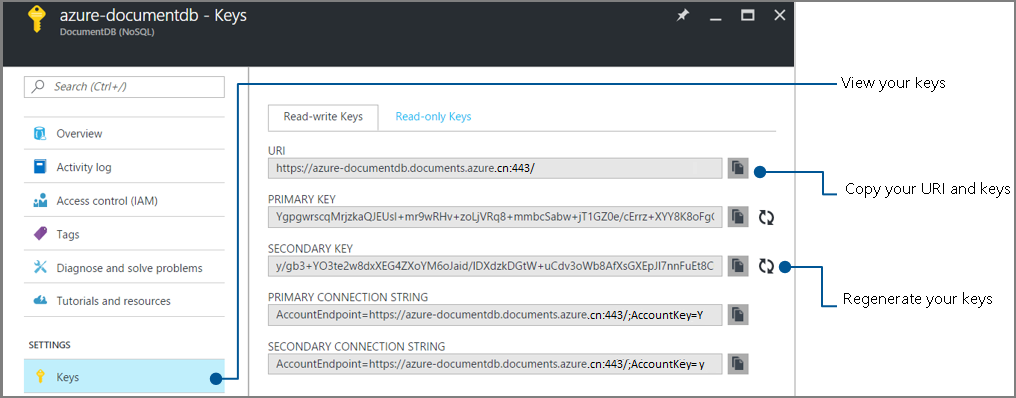 azure-documentdb - Keys
DocumentDB (NoSQL)
Search (Ctrl+/)
Overview
Activity log
Access control (IAM)
Tags
Diagnose and solve problems
Tutorials and resources
SETTINGS
Keys
Read-write Keys
Read-only Keys
URI
https://azure-documentdb.documents.azure.cn:443/
PRIMARY KEY
YgpgwrscqMrjzkaQJEUsl+mr9wRHv+zoLjVRq8+mmbcSabw+jT1GZ0e/cErrz+XYY8K8oFgC
SECONDARY KEY
y/gb3+YO3te2w8dxXEG4ZXoYM6oJaid/IDXdzkDGtW+uCdv3oWb8AfXsGXEpJI7nnFuEt8C
PRIMARY CONNECTION STRING
AccountEndpoint=https://azure-documentdb.documents.azure.cn:443/;AccountKey=Y
SECONDARY CONNECTION STRING
AccountEndpoint=https://azure-documentdb.documents.azure.cn:443/;AccountKey=y
View your keys
Copy your URI and keys
Regenerate your keys